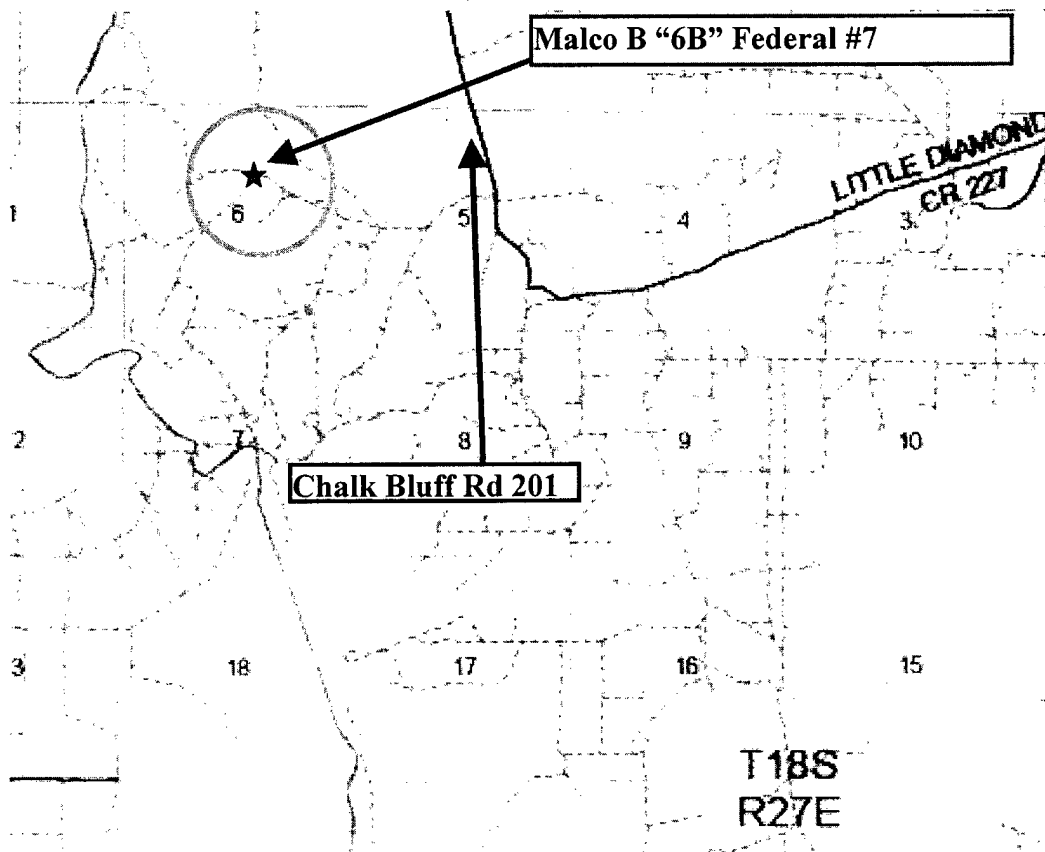 Malco B “6B” Federal #7
LITTLE DIAMOND
CR 227
1
6
5
4
3
2
7
8
9
10
Chalk Bluff Rd 201
3
18
17
16
15
T18S
R27E